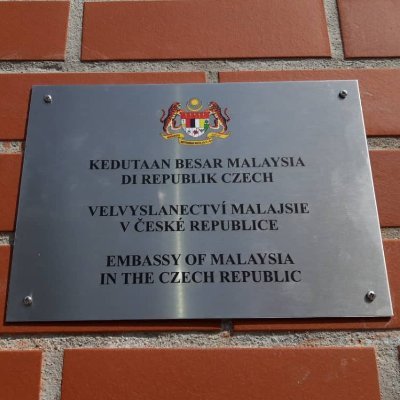 KEDUTAAN BESAR MALAYSIA
DI REPUBLIK CZECH
VELVYSLANECTVÍ MALAJSIE
V ČESKÉ REPUBLICE
EMBASSY OF MALAYSIA
IN THE CZECH REPUBLIC